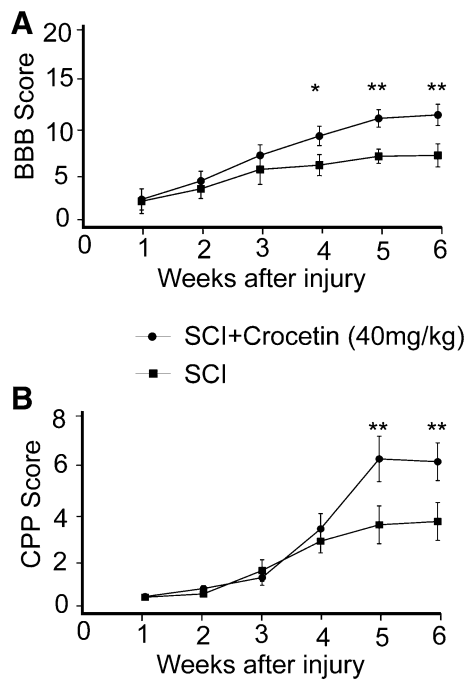 A
20
15
10
5
0
BBB Score
* ** **
0 1 2 3 4 5 6
Weeks after injury
SCI+Crocetin (40mg/kg)
SCI
B
8
6
4
2
0
CPP Score
** **
0 1 2 3 4 5 6
Weeks after injury